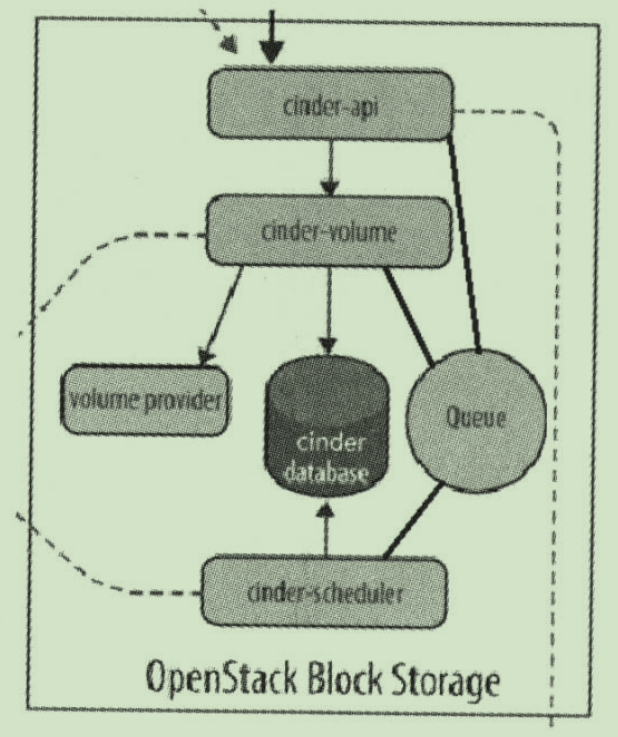 cinder-api
cinder-volume
volume provider
cinder
database
Queue
cinder-scheduler
OpenStack Block Storage